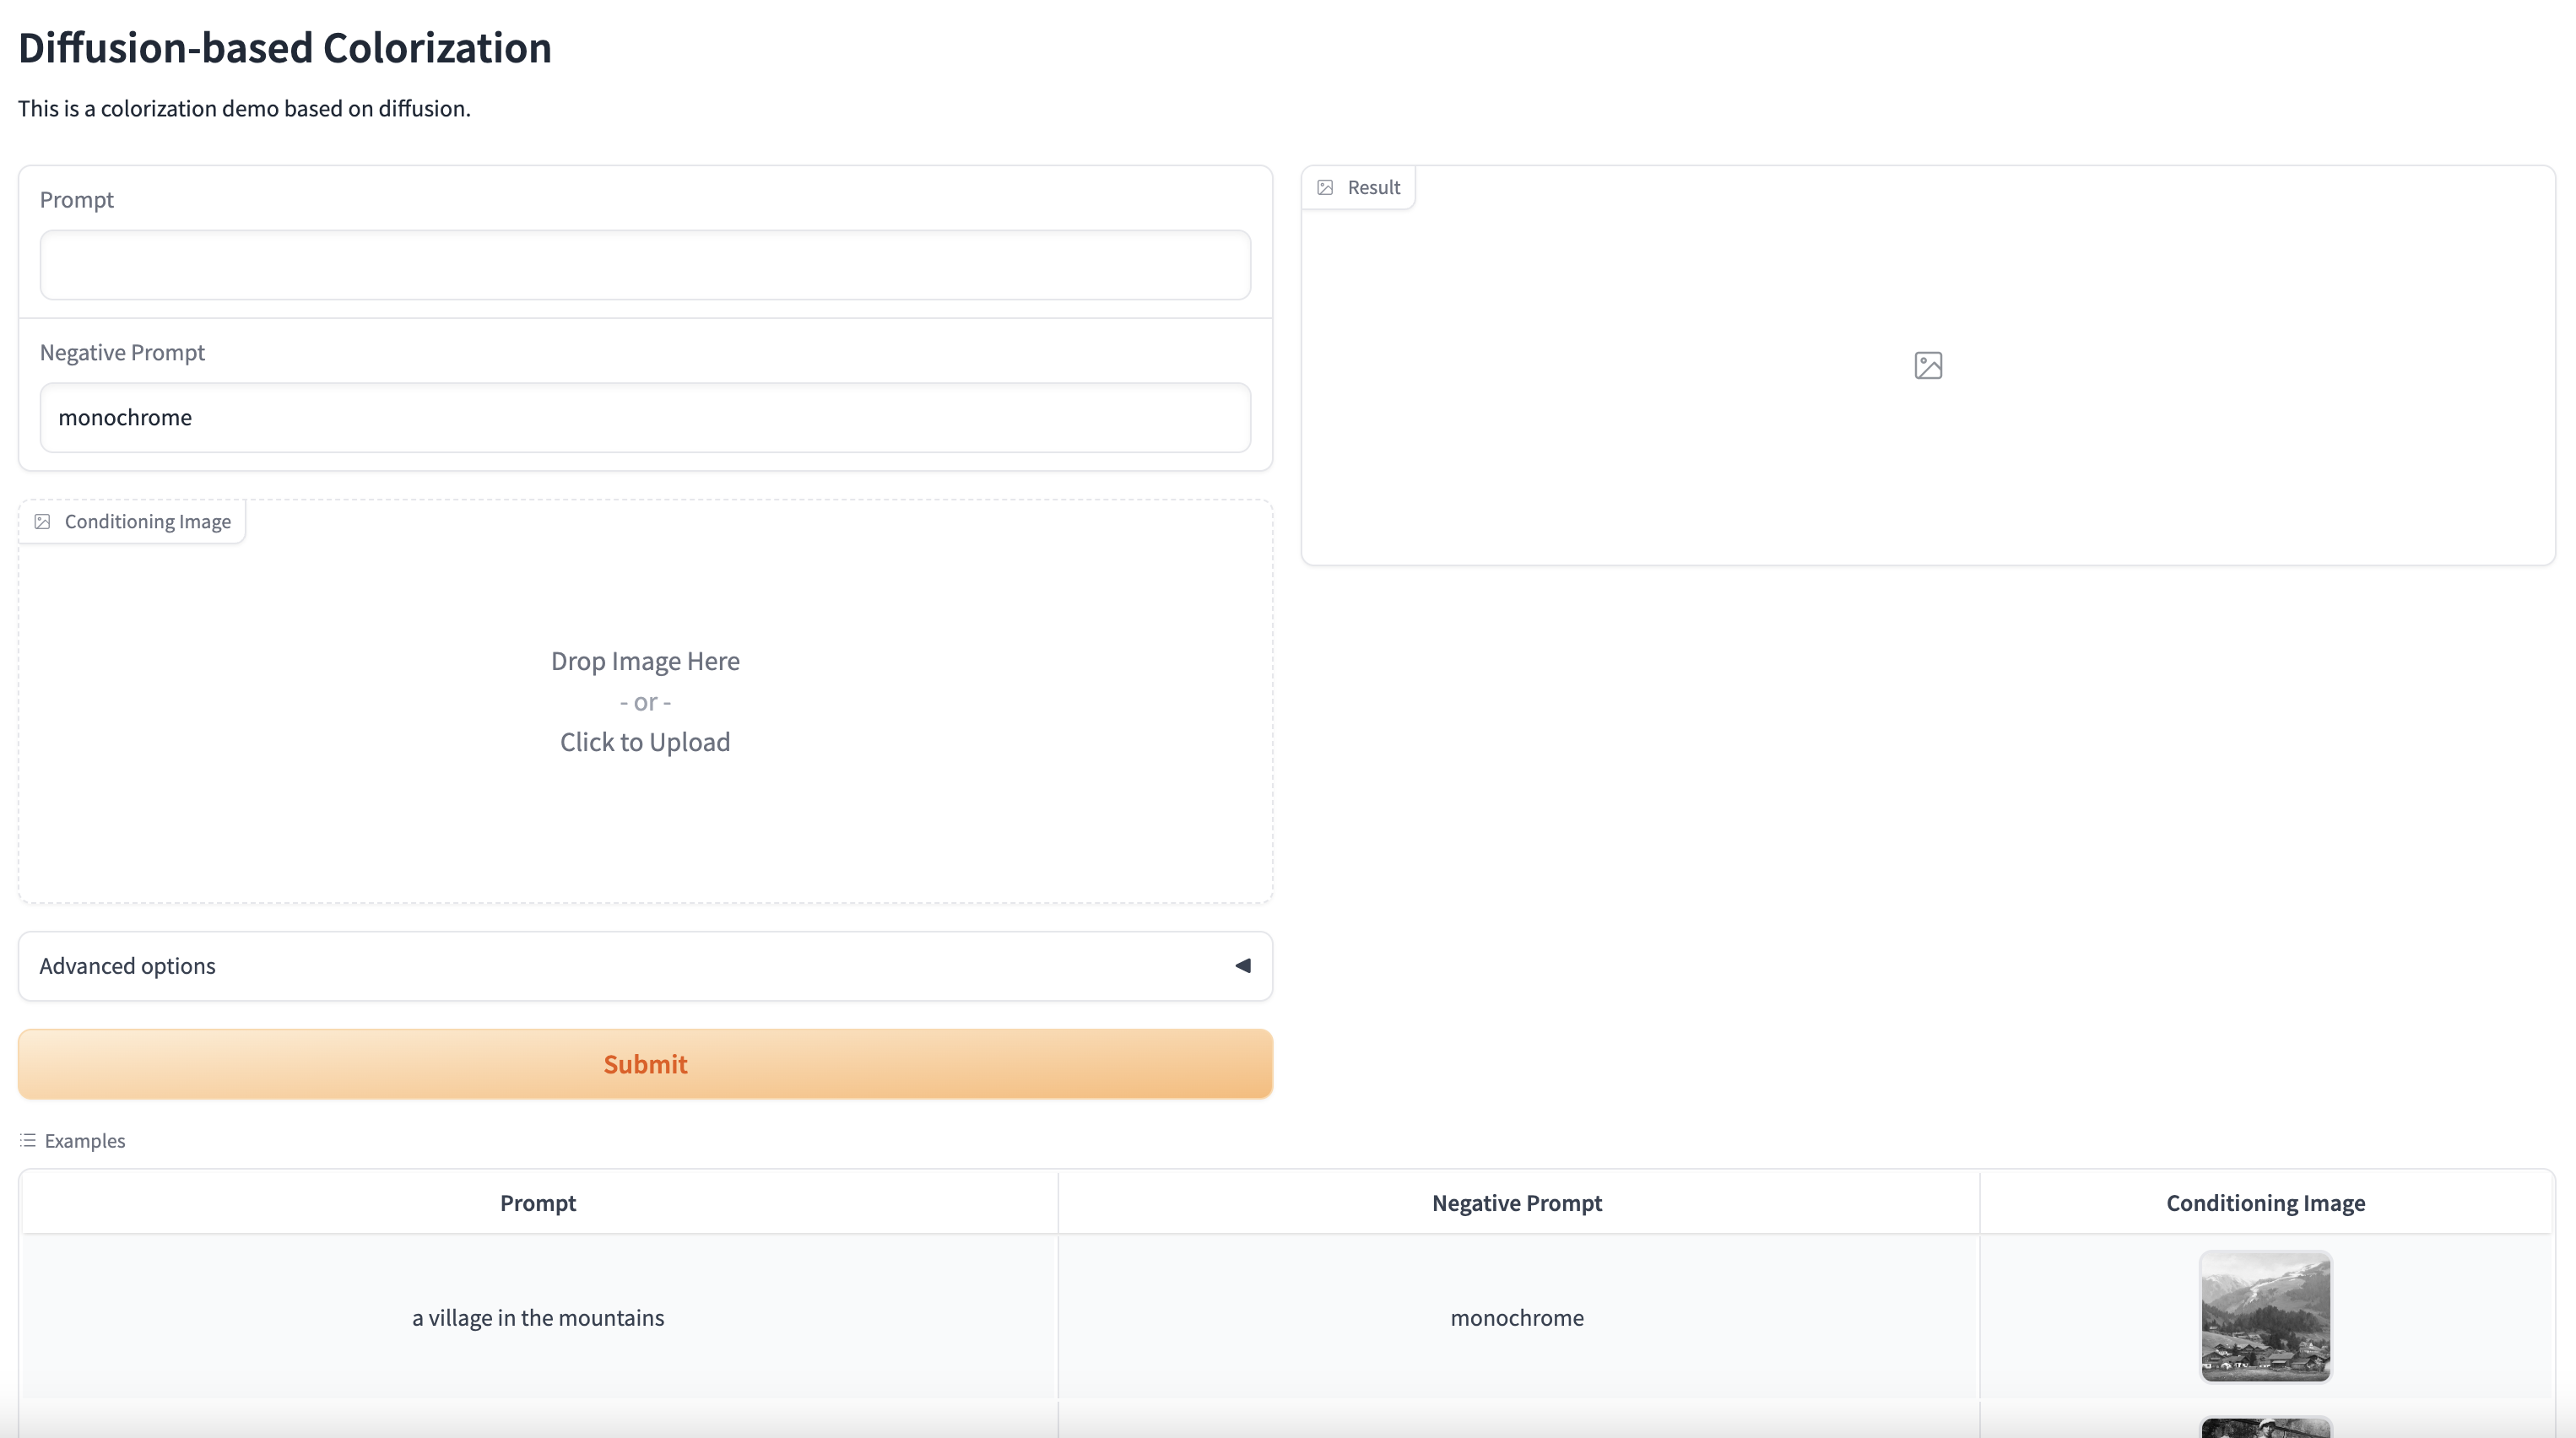 Diffusion-based Colorization
This is a colorization demo based on diffusion.
Prompt
Negative Prompt
monochrome
Conditioning Image
Drop Image Here
- or -
Click to Upload
Advanced options
Submit
Result
Examples
Prompt Negative Prompt Conditioning Image
a village in the mountains monochrome